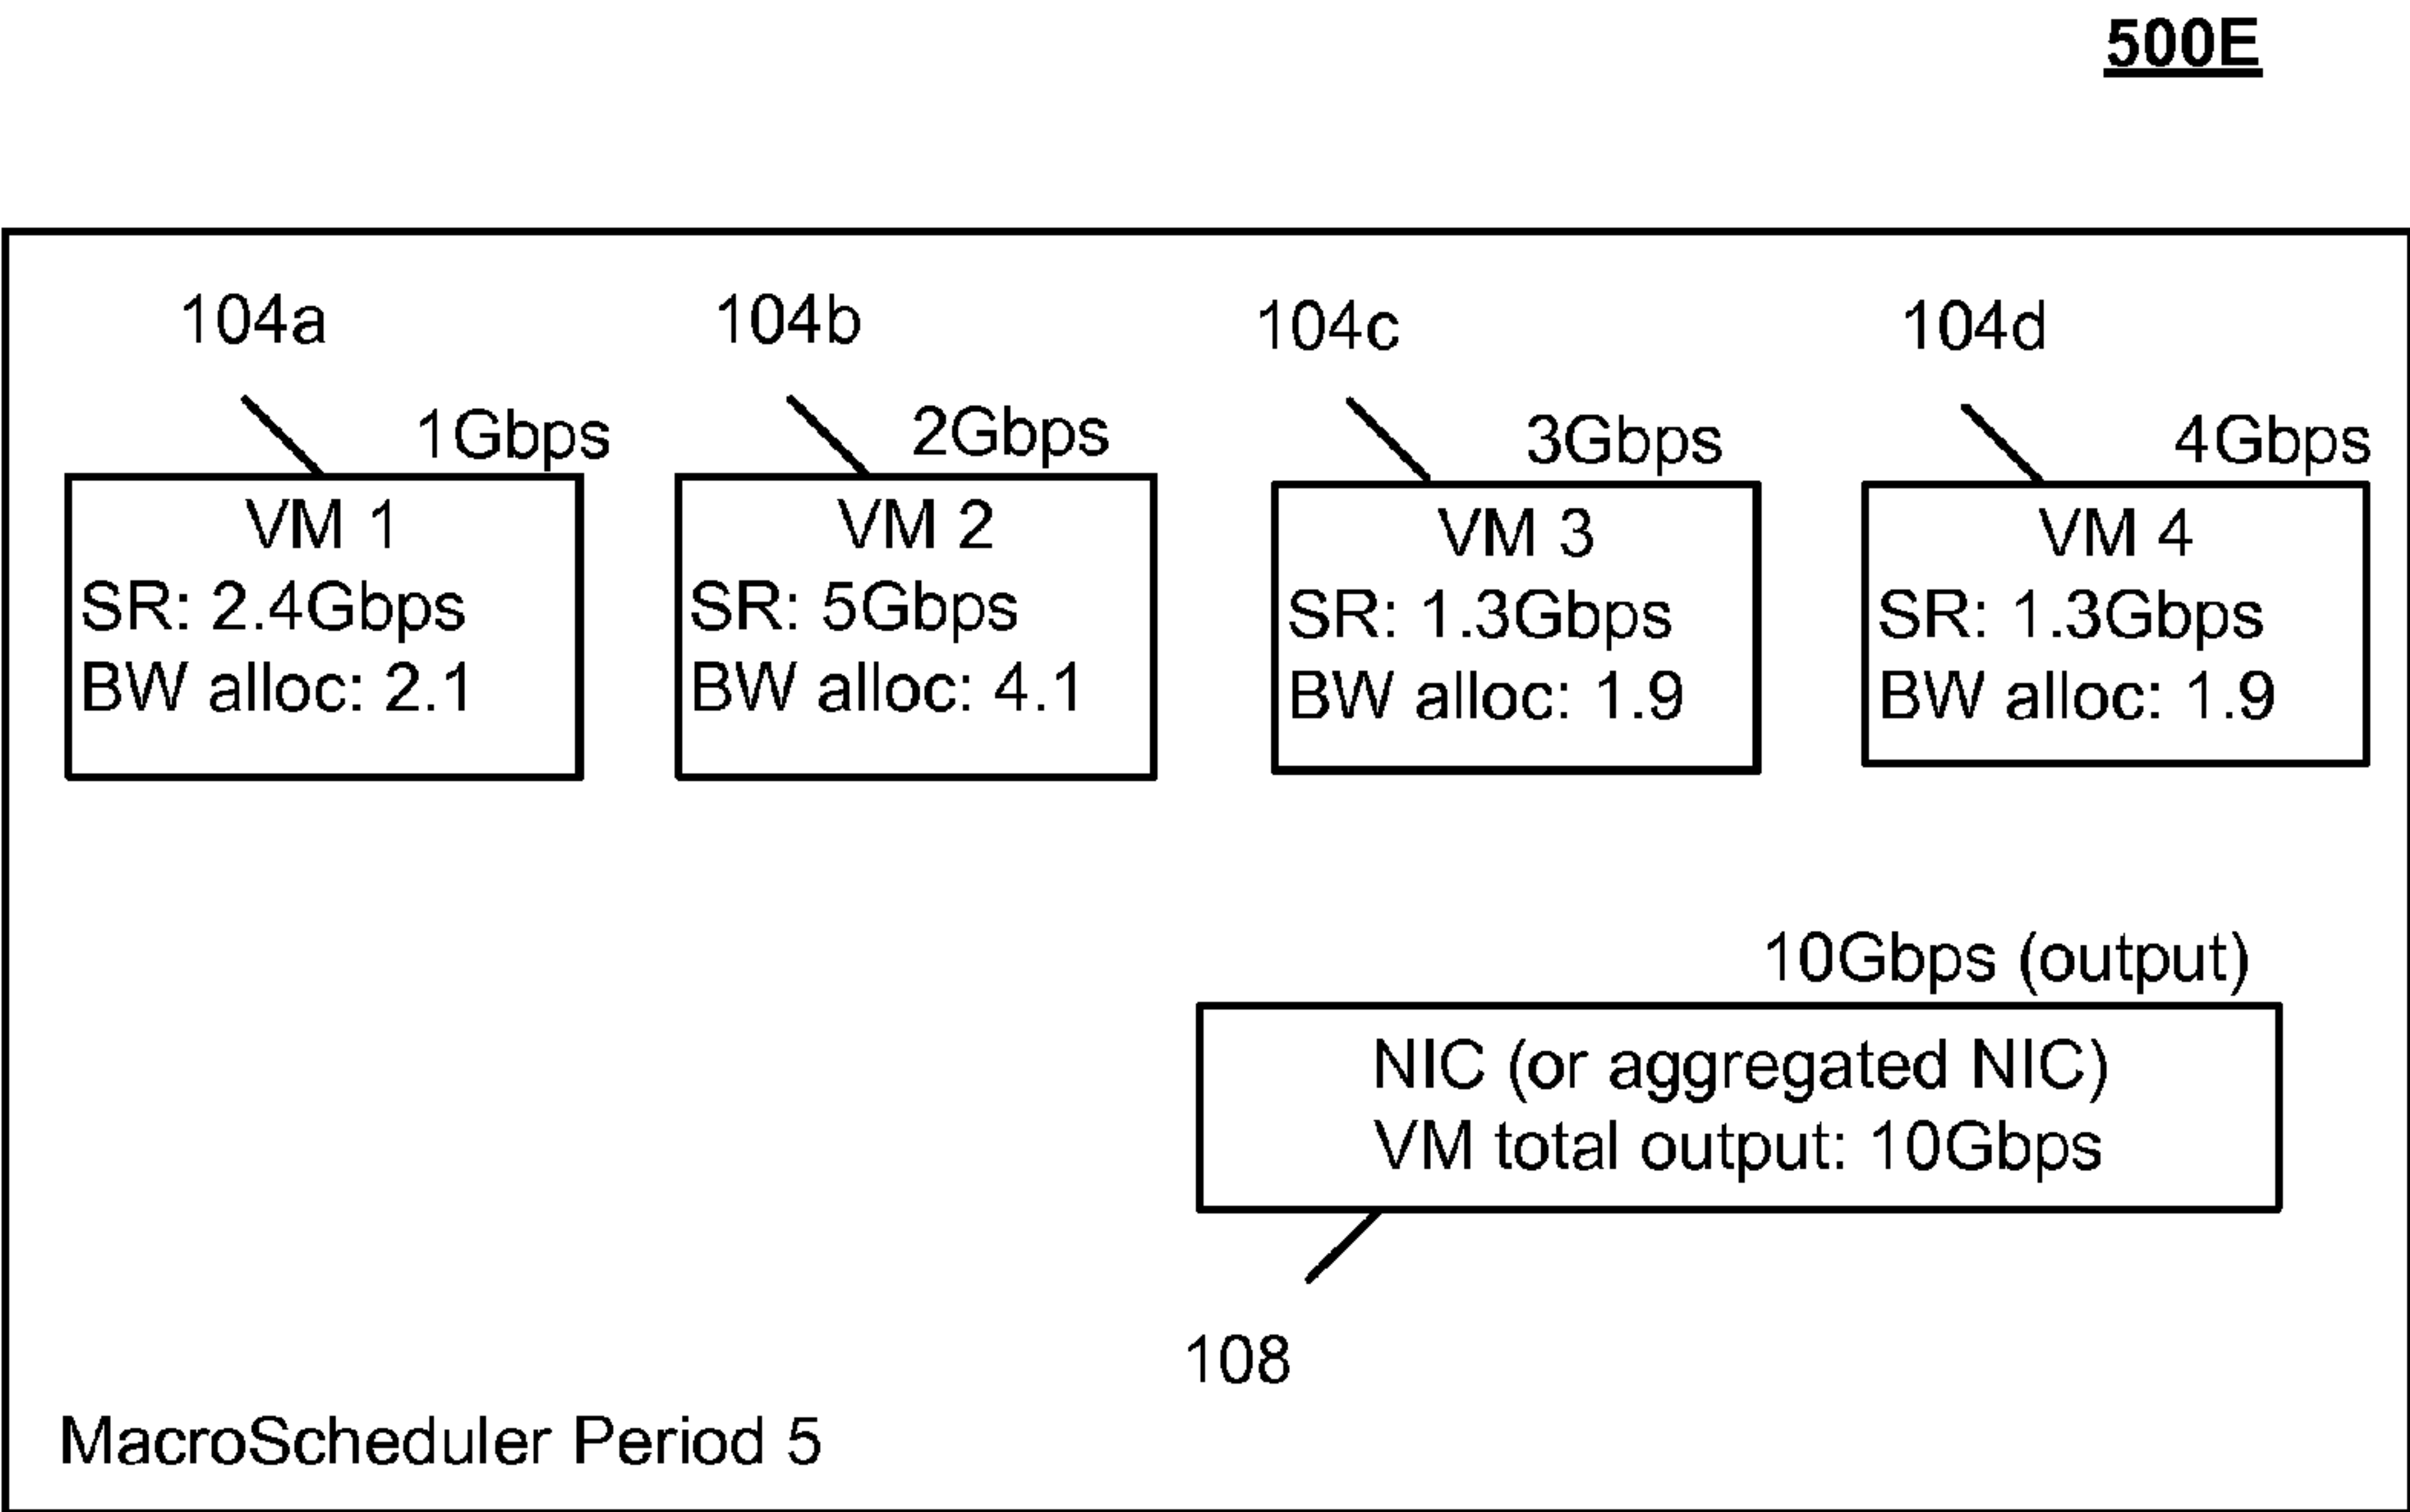 500E
104a
104b
104c
104d
1Gbps
2Gbps
3Gbps
4Gbps
VM 1
SR: 2.4Gbps
BW alloc: 2.1
VM 2
SR: 5Gbps
BW alloc: 4.1
VM 3
SR: 1.3Gbps
BW alloc: 1.9
VM 4
SR: 1.3Gbps
BW alloc: 1.9
10Gbps (output)
NIC (or aggregated NIC)
VM total output: 10Gbps
108
MacroScheduler Period 5